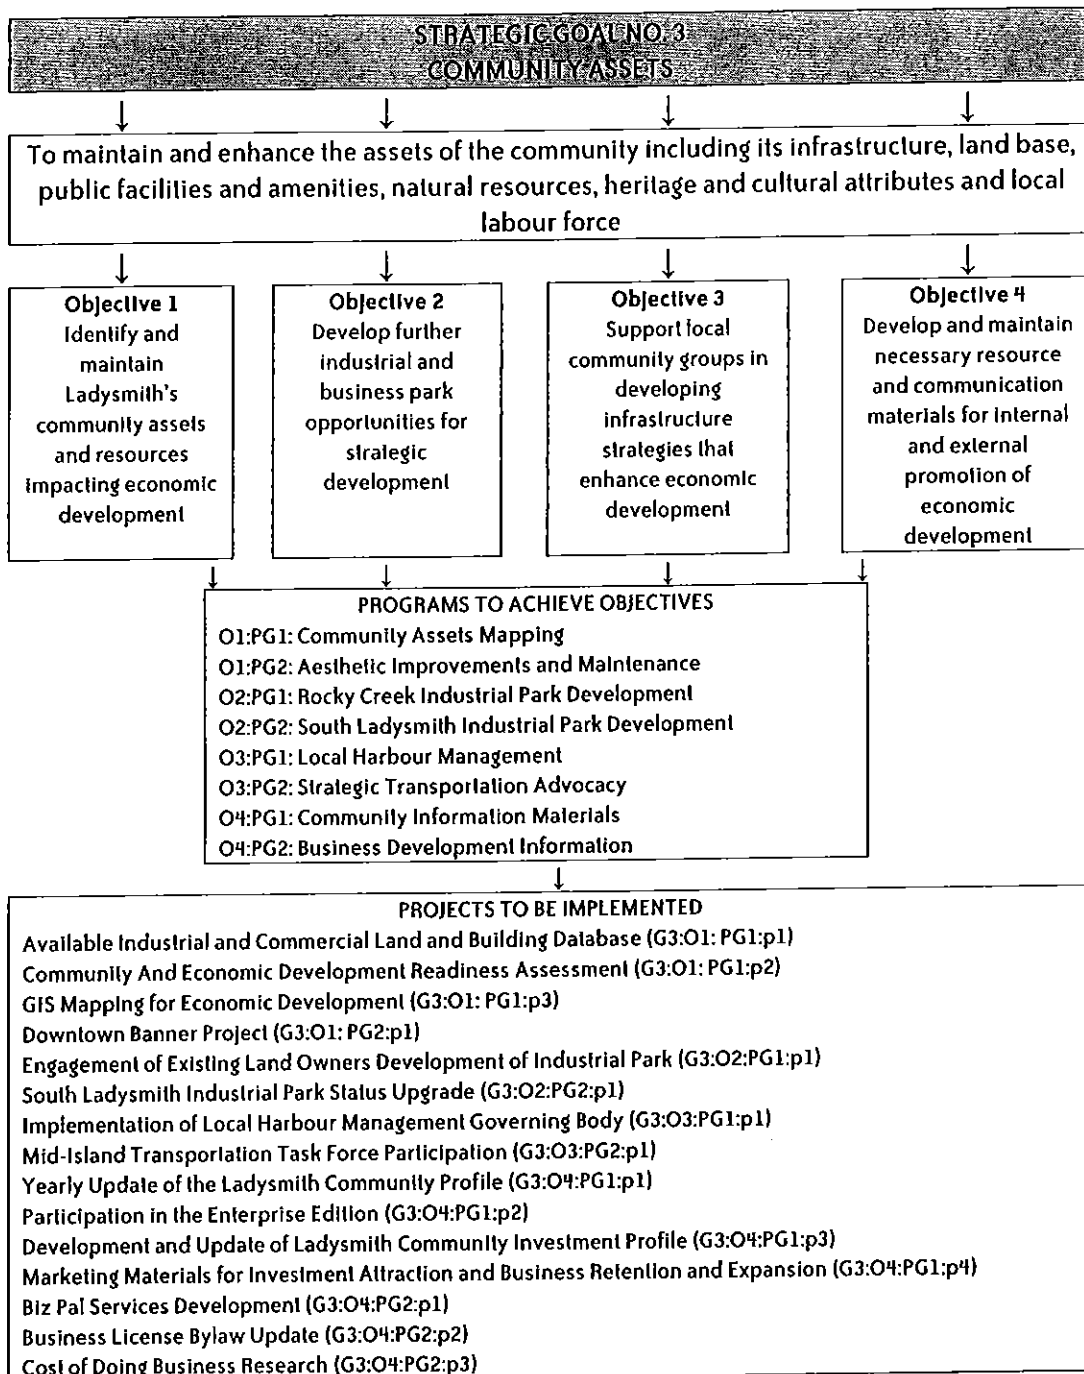 STRATEGIC GOAL NO. 3
COMMUNITY ASSETS
To maintain and enhance the assets of the community including its infrastructure, land base,
public facilities and amenities, natural resources, heritage and cultural attributes and local
labour force
Objective 1
Identify and
maintain
Ladysmith's
community assets
and resources
impacting economic
development
Objective 2
Develop further
industrial and
business park
opportunities for
strategic
development
Objective 3
Support local
community groups in
developing
infrastructure
strategies that
enhance economic
development
Objective 4
Develop and maintain
necessary resource
and communication
materials for internal
and external
promotion of
economic
development
PROGRAMS TO ACHIEVE OBJECTIVES
O1:PG1: Community Assets Mapping
O1:PG2: Aesthetic Improvements and Maintenance
O2:PG1: Rocky Creek Industrial Park Development
O2:PG2: South Ladysmith Industrial Park Development
O3:PG1: Local Harbour Management
O3:PG2: Strategic Transportation Advocacy
O4:PG1: Community Information Materials
O4:PG2: Business Development Information
PROJECTS TO BE IMPLEMENTED
Available Industrial and Commercial Land and Building Database (G3:O1: PG1:p1)
Community And Economic Development Readiness Assessment (G3:O1: PG1:p2)
GIS Mapping for Economic Development (G3:O1: PG1:p3)
Downtown Banner Project (G3:O1: PG2:p1)
Engagement of Existing Land Owners Development of Industrial Park (G3:O2:PG1:p1)
South Ladysmith Industrial Park Status Upgrade (G3:O2:PG2:p1)
Implementation of Local Harbour Management Governing Body (G3:O3:PG1:p1)
Mid-Island Transportation Task Force Participation (G3:O3:PG2:p1)
Yearly Update of the Ladysmith Community Profile (G3:O4:PG1:p1)
Participation in the Enterprise Edition (G3:O4:PG1:p2)
Development and Update of Ladysmith Community Investment Profile (G3:O4:PG1:p3)
Marketing Materials for Investment Attraction and Business Retention and Expansion (G3:O4:PG1:p4)
Biz Pal Services Development (G3:O4:PG2:p1)
Business License Bylaw Update (G3:O4:PG2:p2)
Cost of Doing Business Research (G3:O4:PG2:p3)